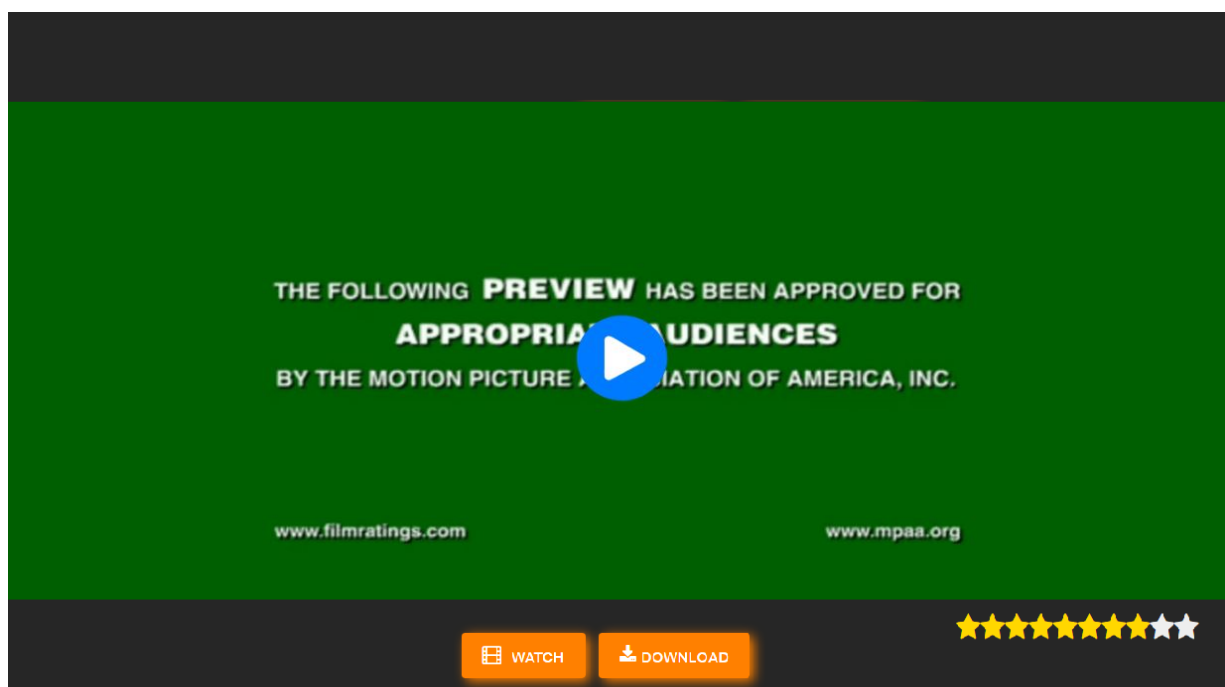 THE FOLLOWING PREVIEW HAS BEEN APPROVED FOR
AUDIENCES
BY THE MOTION PICTURE OF AMERICA, INC.
www.filmratings.com
www.mpaa.org
WATCH
DOWNLOAD